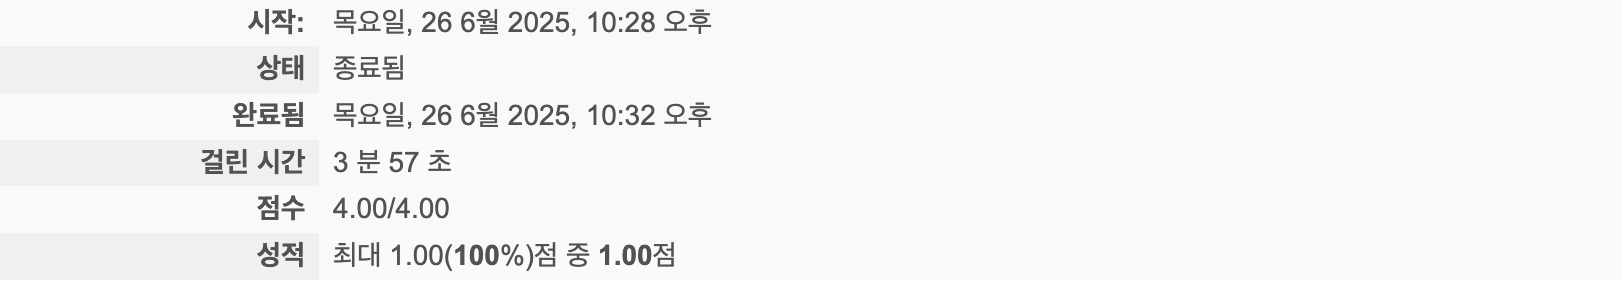 시작: 목요일, 26 6월 2025, 10:28 오후
상태 종료됨
완료됨 목요일, 26 6월 2025, 10:32 오후
걸린 시간 3 분 57 초
점수 4.00/4.00
성적 최대 1.00(100%)점 중 1.00점